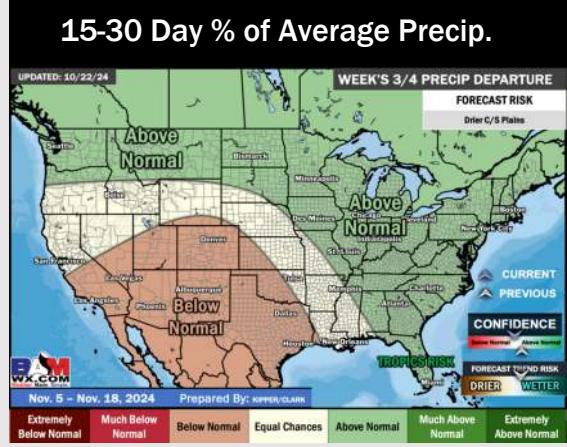 15-30 Day % of Average Precip.
UPDATED: 10/22/24
WEEK'S 3/4 PRECIP DEPARTURE
FORECAST RISK
Drier C/S Plains
Above
Normal
Seattle
Bismarck
Minneapolis
Boise
Above
Normal
Chicago
Cleveland
Boston
New York City
Des Moines
Indianapolis
Denver
St. Louis
San Francisco
Las Vegas
Tulsa
CURRENT
PREVIOUS
Los Angeles
Phoenix
Albuquerque
Memphis
Charlotte
Atlanta
Below
Normal
Dallas
CONFIDENCE
Below Normal
Above Normal
Houston
New Orleans
TROPICS RISK
Miami
FORECAST TREND RISK
DRIER
WETTER
BAM
WX.COM
Nov. 5 – Nov. 18, 2024
Prepared By: KIPPER/CLARK
Extremely
Below Normal
Much Below
Normal
Below Normal
Equal Chances
Above Normal
Much Above
Normal
Extremely
Above Normal